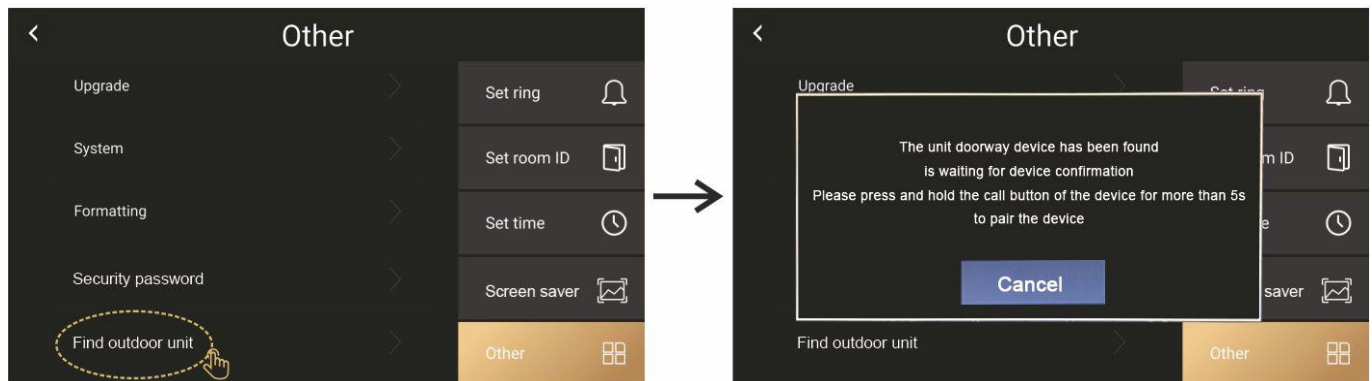 Other
Upgrade
System
Formatting
Security password
Find outdoor unit
Set ring
Set room ID
Set time
Screen saver
Other
Other
Upgrade
The unit doorway device has been found
is waiting for device confirmation
Please press and hold the call button of the device for more than 5s
to pair the device
Cancel
Find outdoor unit
Set ring
m ID
e
saver
Other